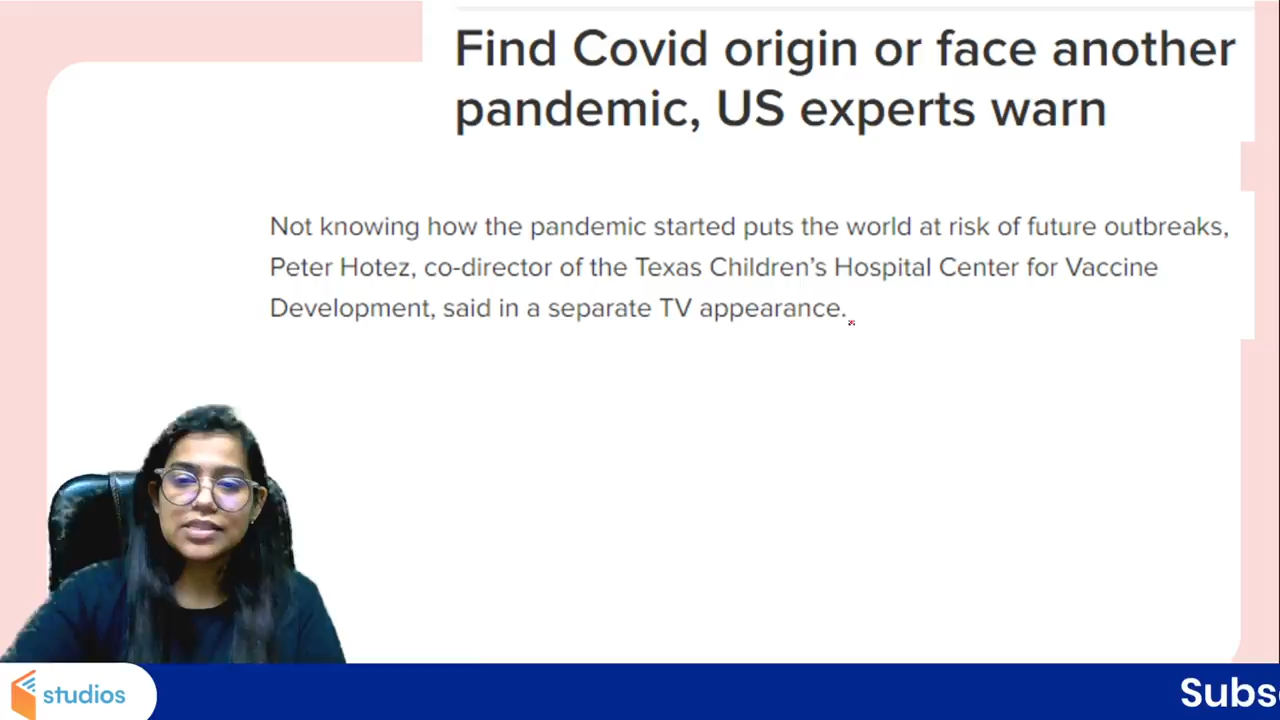 Find Covid origin or face another
pandemic, US experts warn
Not knowing how the pandemic started puts the world at risk of future outbreaks,
Peter Hotez, co-director of the Texas Children’s Hospital Center for Vaccine
Development, said in a separate TV appearance.
studios
Subs